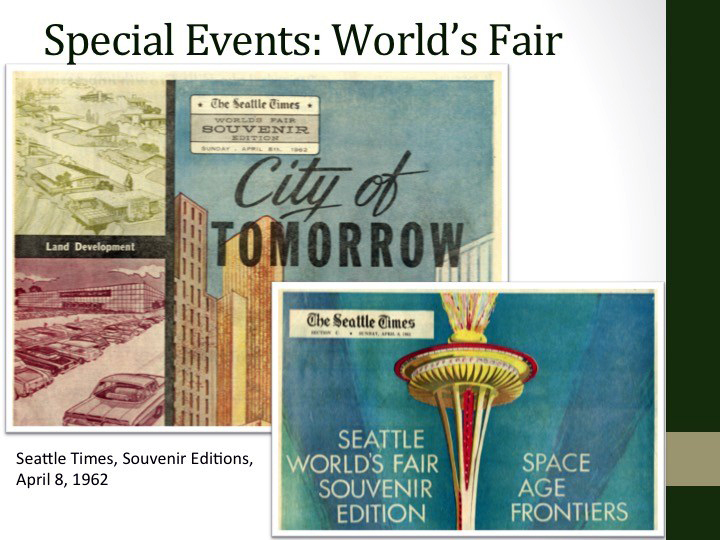 Special Events: World's Fair
The Seattle Times
WORLD'S FAIR
SOUVENIR
EDITION
SUNDAY - APRIL 8TH, 1962
City of
TOMORROW
Land Development
The Seattle Times
SUNDAY, APRIL 8, 1962
SEATTLE
WORLD'S FAIR
SOUVENIR
EDITION
SPACE
AGE
FRONTIERS
Seattle Times, Souvenir Editions,
April 8, 1962